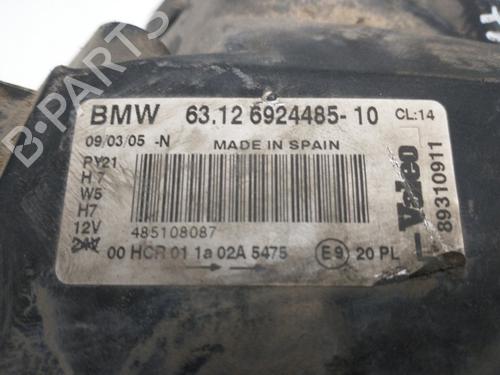 BMW 63.12 6924485-10 CL:14
09/03/05 -N MADE IN SPAIN
PY21
H7
W5
H7
12V 485108087
24V 00 HCR 01 1a 02A 5475 E9 20 PL
Valeo
89310911
B-PARTS